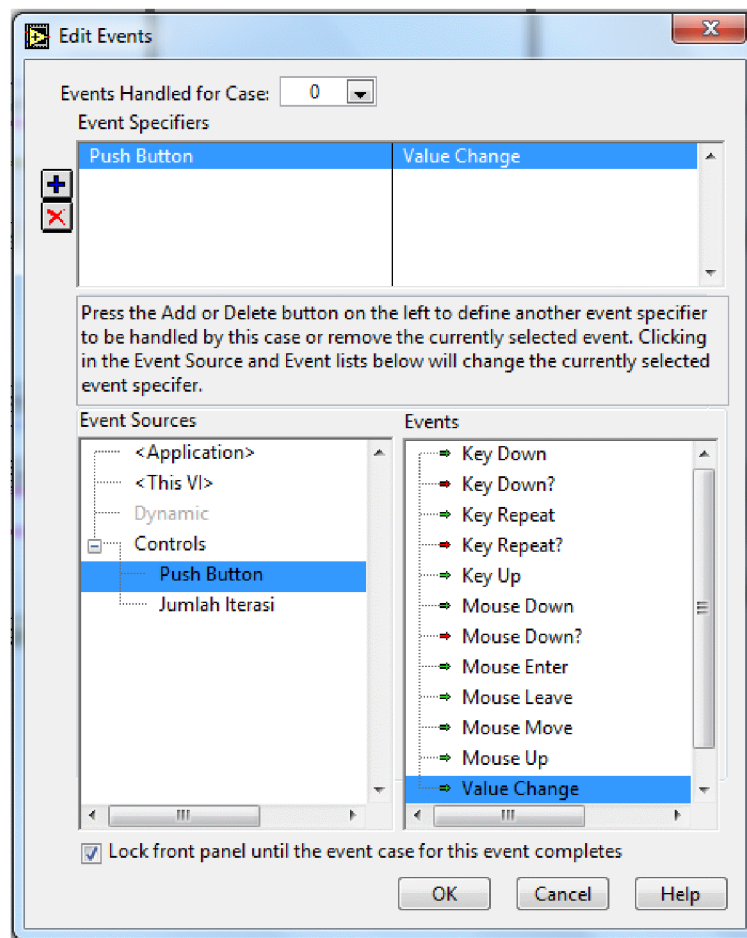 Edit Events
Events Handled for Case: 0
Event Specifiers
Push Button Value Change
Press the Add or Delete button on the left to define another event specifier
to be handled by this case or remove the currently selected event. Clicking
in the Event Source and Event lists below will change the currently selected
event specifer.
Event Sources
<Application>
<This VI>
Dynamic
Controls
Push Button
Jumlah Iterasi
Events
Key Down
Key Down?
Key Repeat
Key Repeat?
Key Up
Mouse Down
Mouse Down?
Mouse Enter
Mouse Leave
Mouse Move
Mouse Up
Value Change
Lock front panel until the event case for this event completes
OK Cancel Help